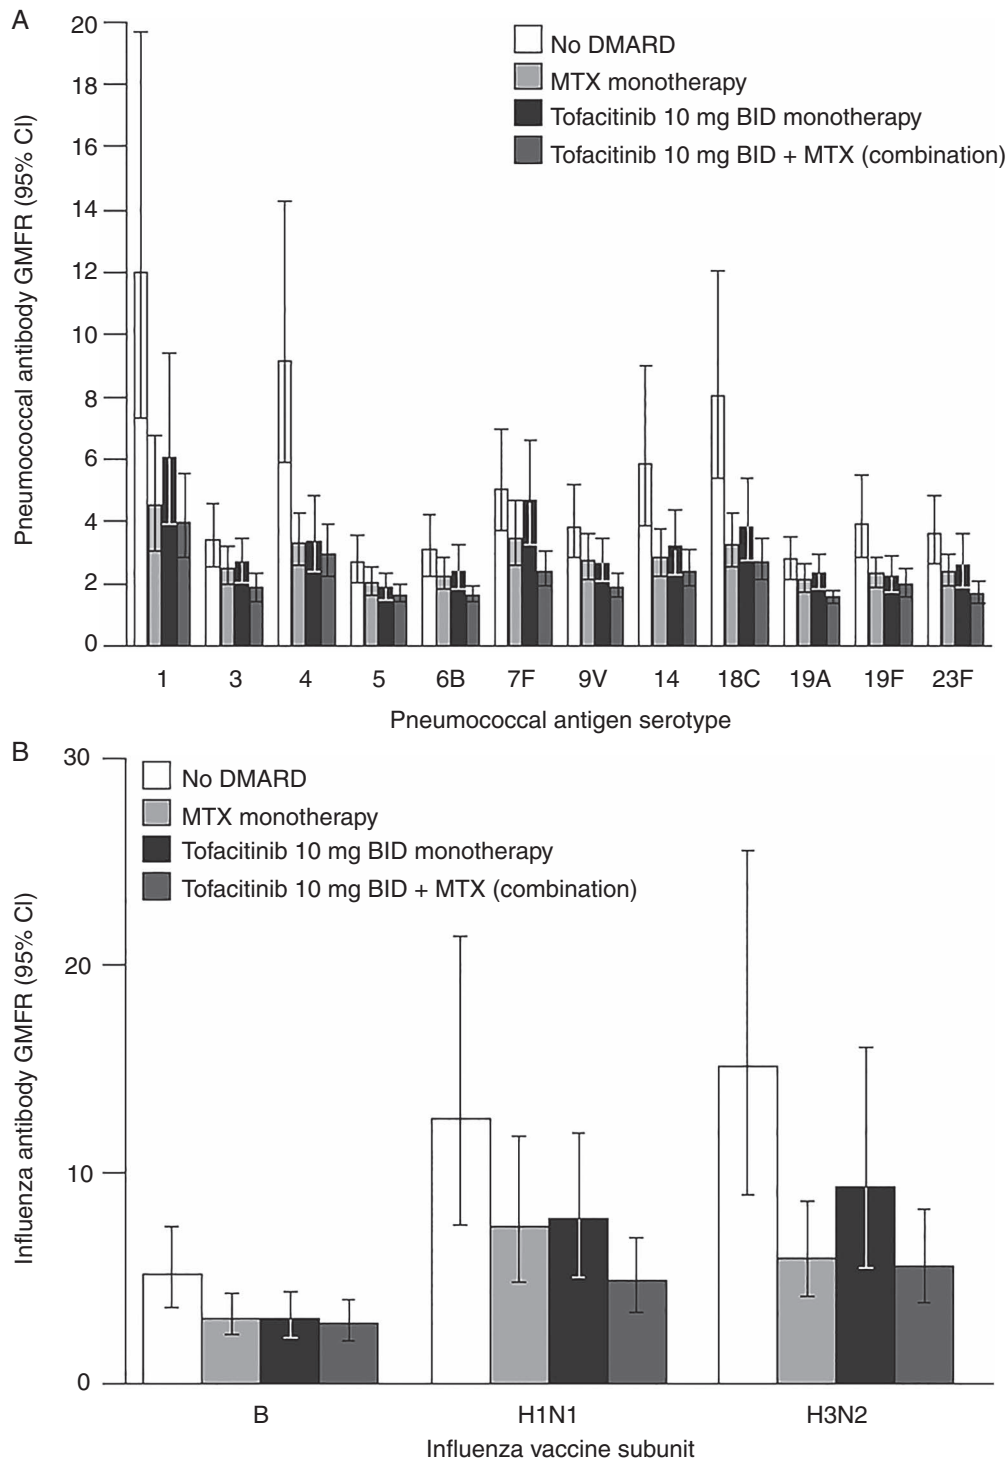 A
Pneumococcal antibody GMFR (95% CI)
20
18
16
14
12
10
8
6
4
2
0
No DMARD
MTX monotherapy
Tofacitinib 10 mg BID monotherapy
Tofacitinib 10 mg BID + MTX (combination)
1 3 4 5 6B 7F 9V 14 18C 19A 19F 23F
Pneumococcal antigen serotype
B
Influenza antibody GMFR (95% CI)
30
20
10
0
No DMARD
MTX monotherapy
Tofacitinib 10 mg BID monotherapy
Tofacitinib 10 mg BID + MTX (combination)
B H1N1 H3N2
Influenza vaccine subunit